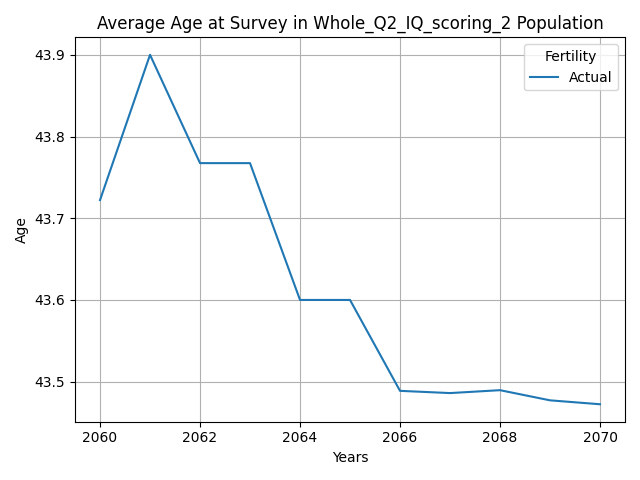 Average Age at Survey in Whole_Q2_IQ_scoring_2 Population
Fertility
Actual
43.9
43.8
43.7
43.6
43.5
Age
2060
2062
2064
2066
2068
2070
Years